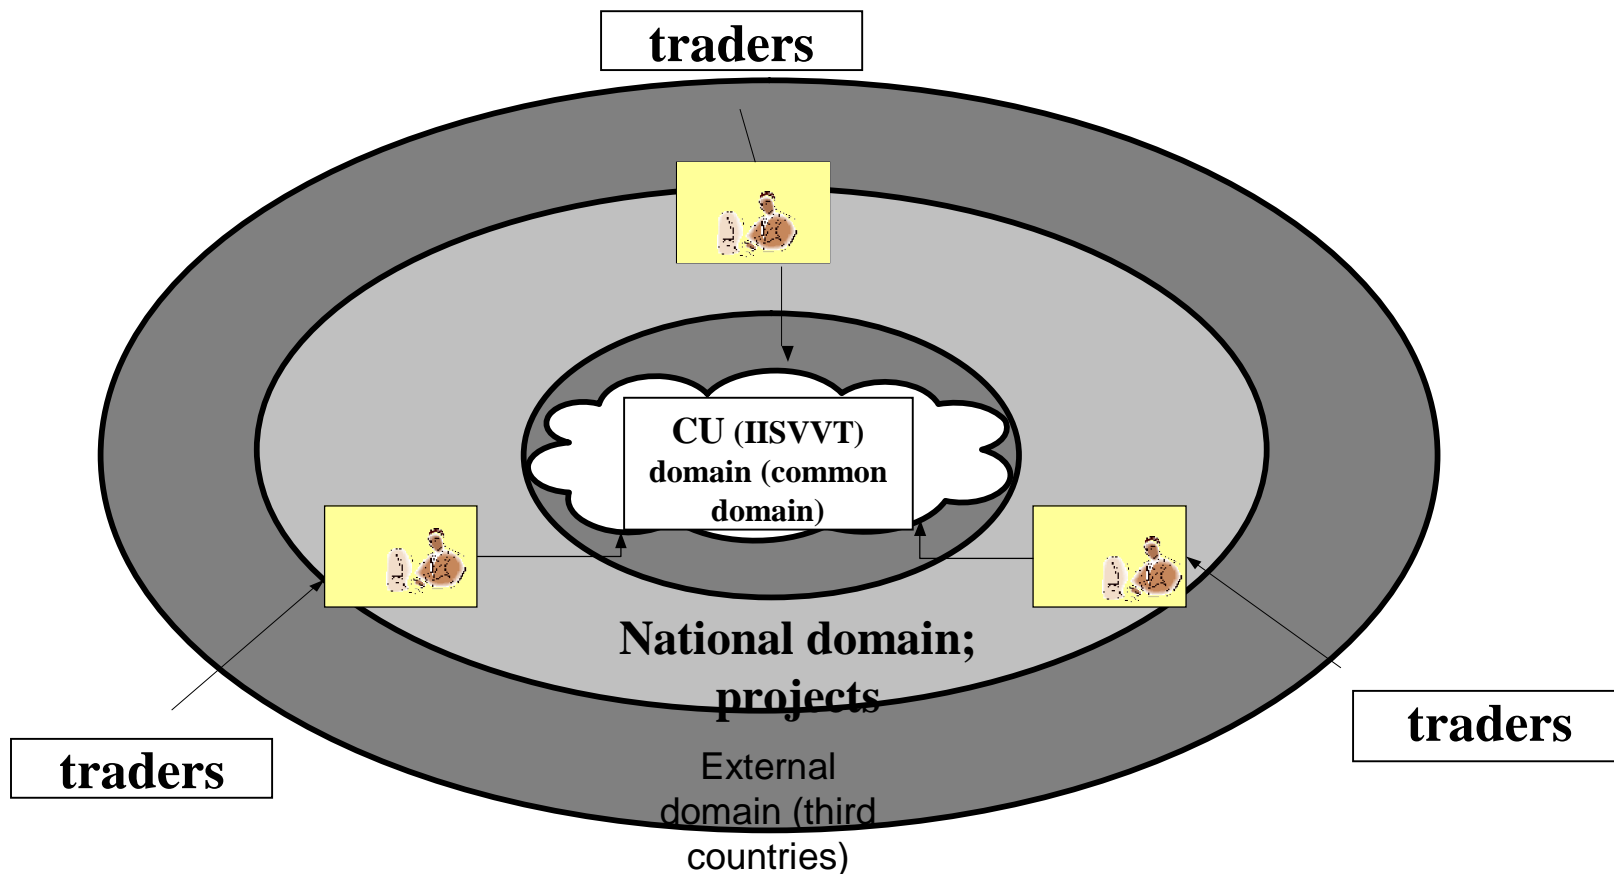 traders
CU (IISVVT)
domain (common
domain)
National domain;
projects
traders
traders
External
domain (third
countries)